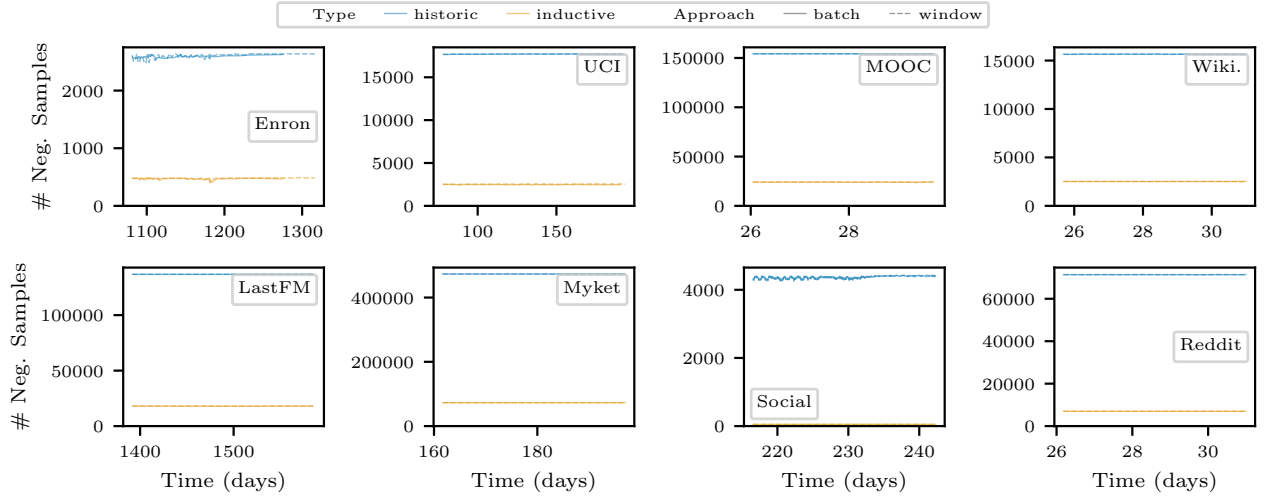 Type historic inductive Approach batch window
# Neg. Samples
2000
1000
0
1100 1200 1300
Enron
15000
10000
5000
0
100 150
UCI
150000
100000
50000
0
26 28
MOOC
15000
10000
5000
0
26 28 30
Wiki.
# Neg. Samples
100000
50000
0
1400 1500
Time (days)
LastFM
400000
200000
0
160 180
Time (days)
Myket
4000
2000
0
220 230 240
Time (days)
Social
60000
40000
20000
0
26 28 30
Time (days)
Reddit